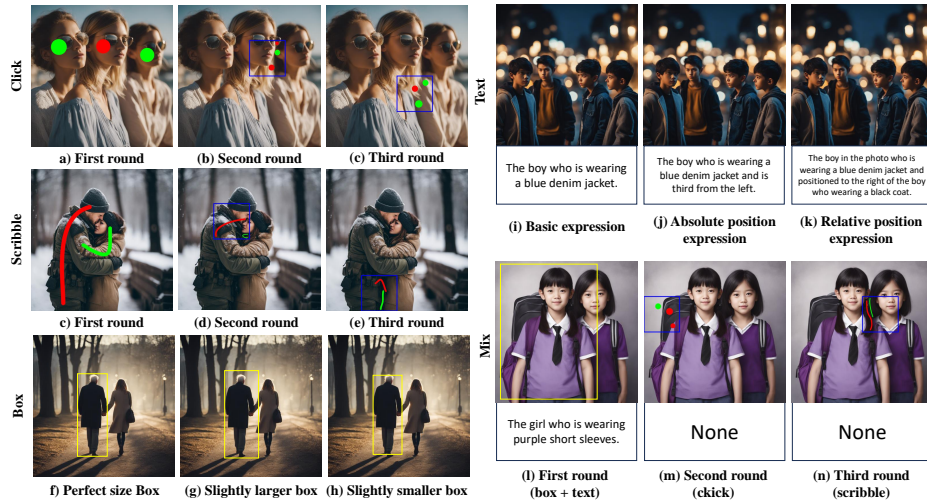 Click
a) First round
(b) Second round
(c) Third round
Scribble
c) First round
(d) Second round
(e) Third round
Box
f) Perfect size Box
(g) Slightly larger box
(h) Slightly smaller box
Text
The boy who is wearing
a blue denim jacket.
The boy who is wearing a
blue denim jacket and is
third from the left.
The boy in the photo who is
wearing a blue denim jacket and
positioned to the right of the boy
who wearing a black coat.
(i) Basic expression
(j) Absolute position
expression
(k) Relative position
expression
Mix
The girl who is wearing
purple short sleeves.
None
None
(l) First round
(box + text)
(m) Second round
(ckick)
(n) Third round
(scribble)